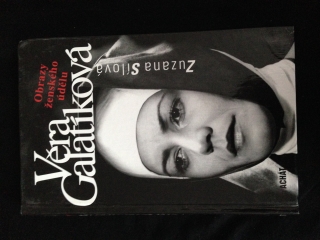 Zuzana Sílová
Obrazy
ženského
údělu
Věra
Galatíková
ACHAT